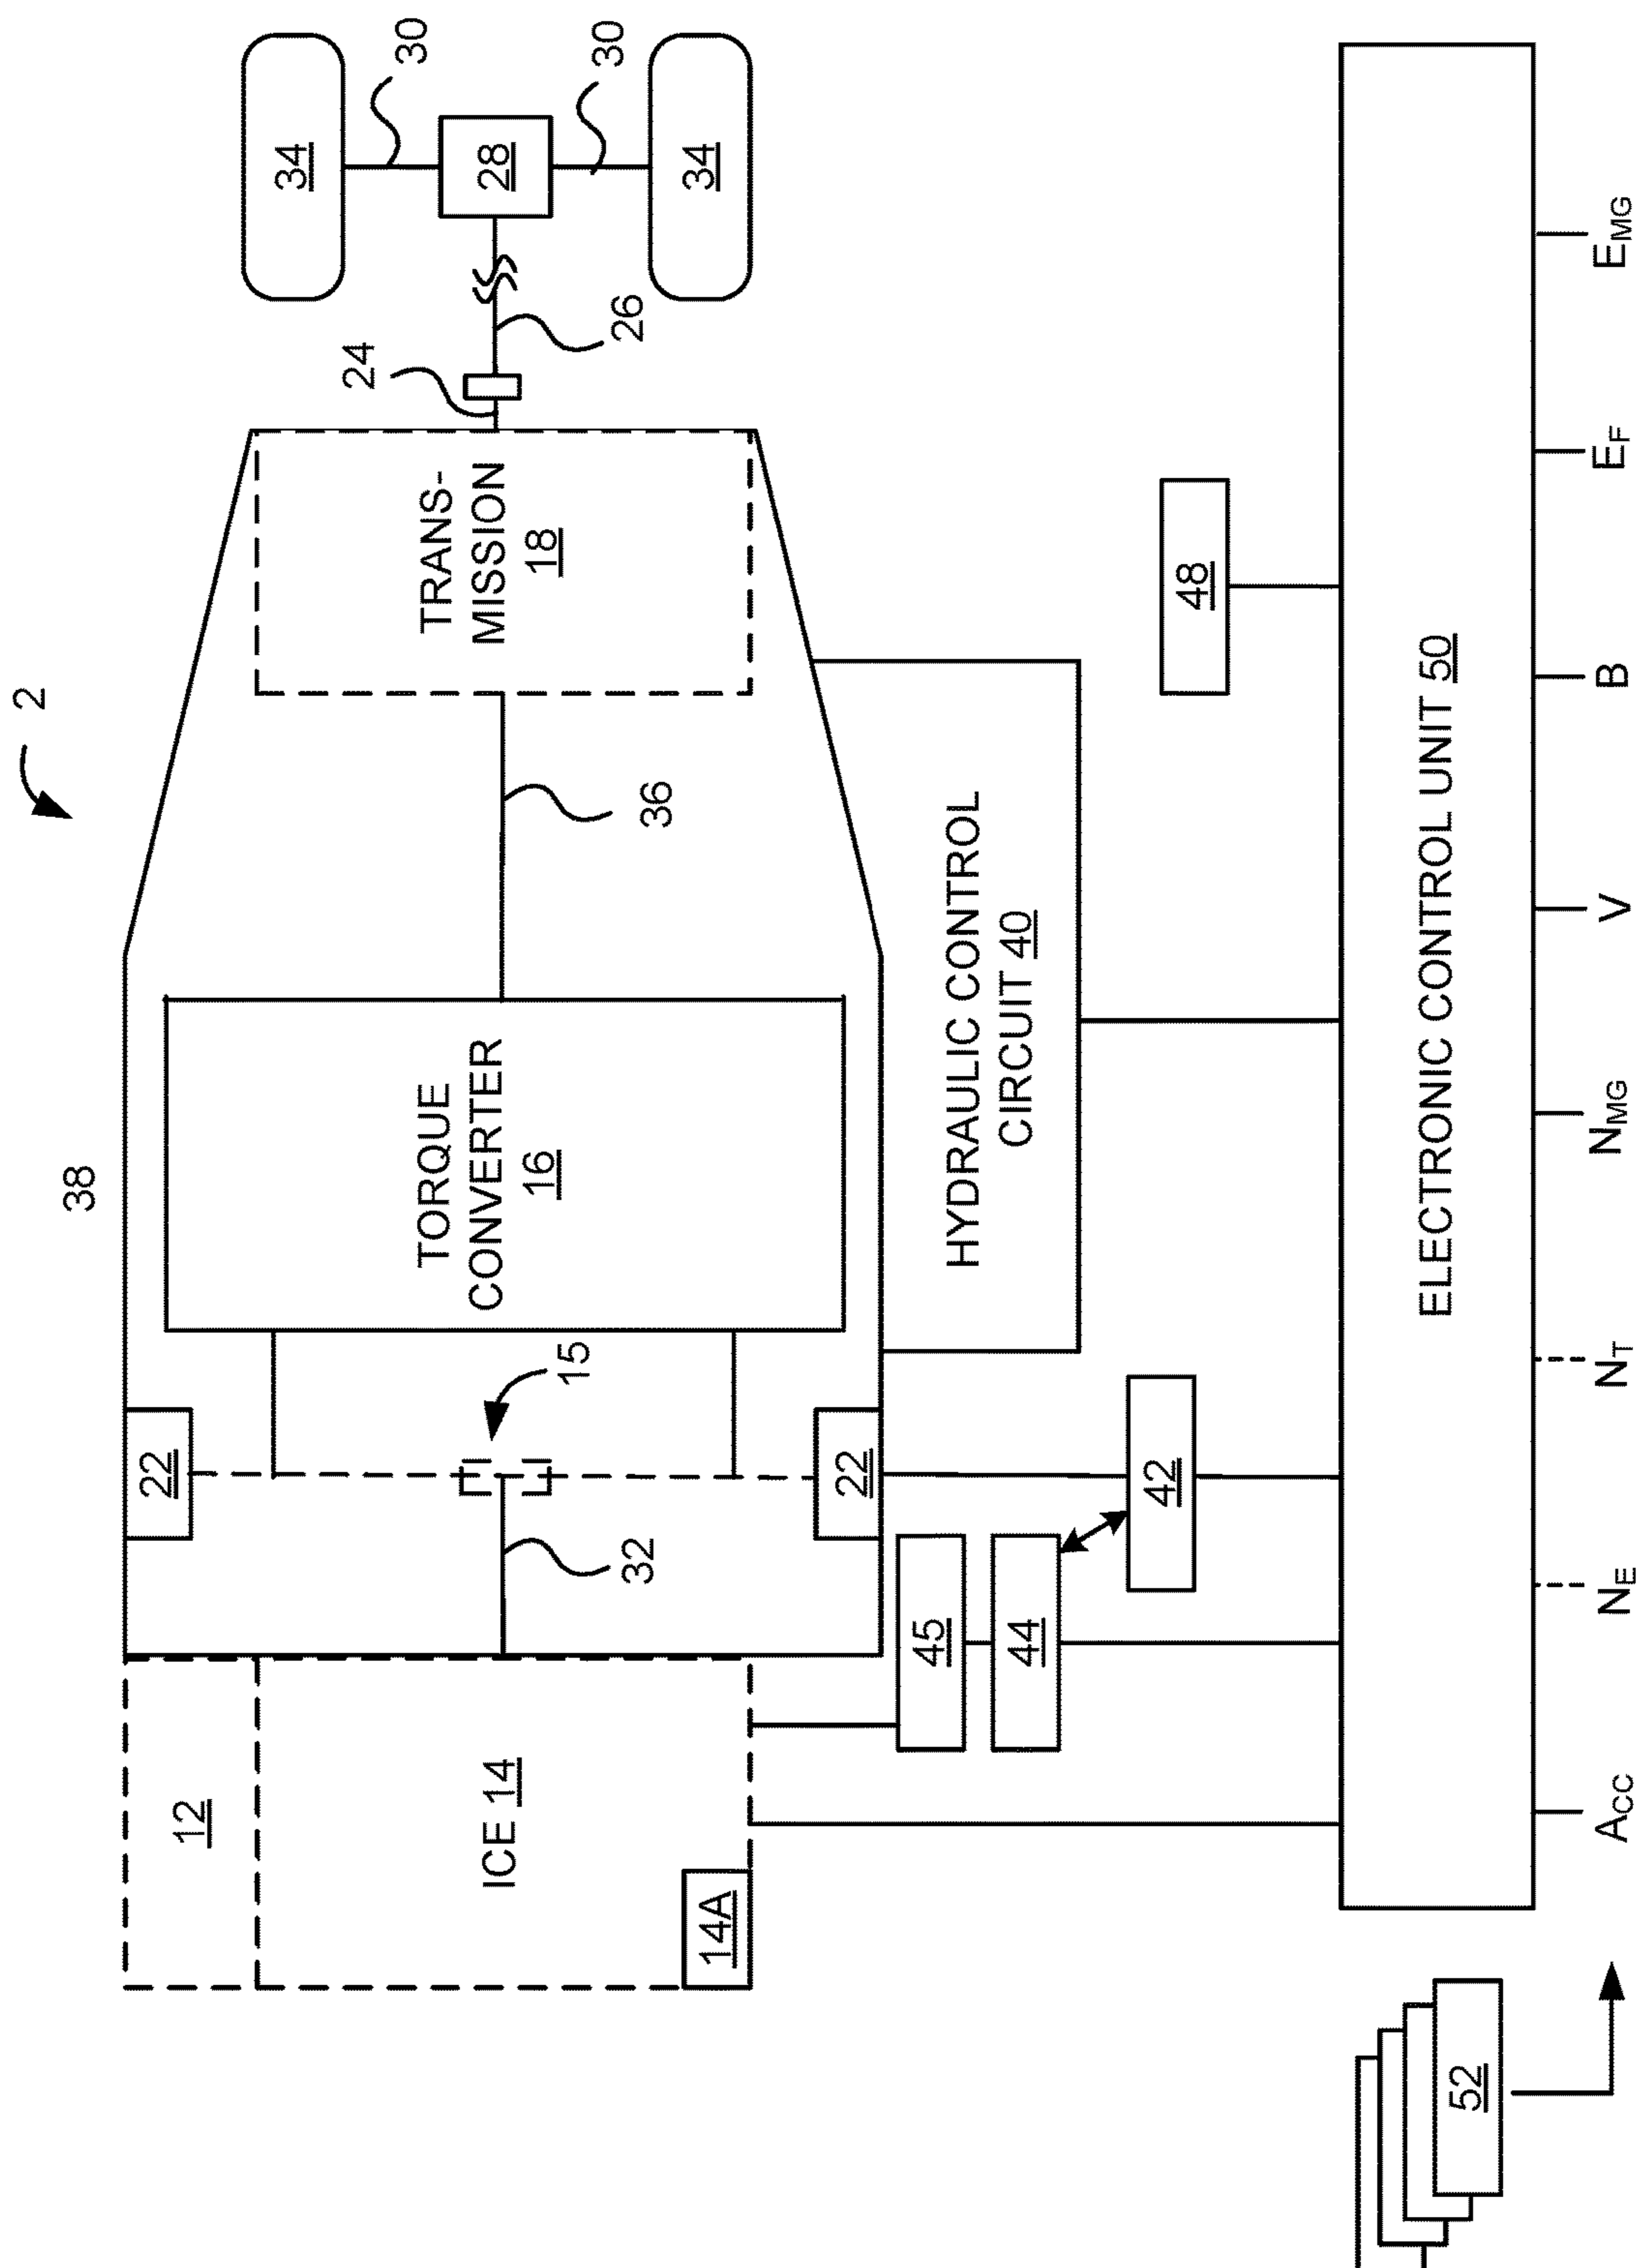 2
38
12
ICE 14
14A
22
32
15
22
TORQUE
CONVERTER
16
36
TRANS-
MISSION
18
24
26
28
30
30
34
34
HYDRAULIC CONTROL
CIRCUIT 40
45
44
42
48
ELECTRONIC CONTROL UNIT 50
52
ACC
NE
NT
NMG
V
B
EF
EMG